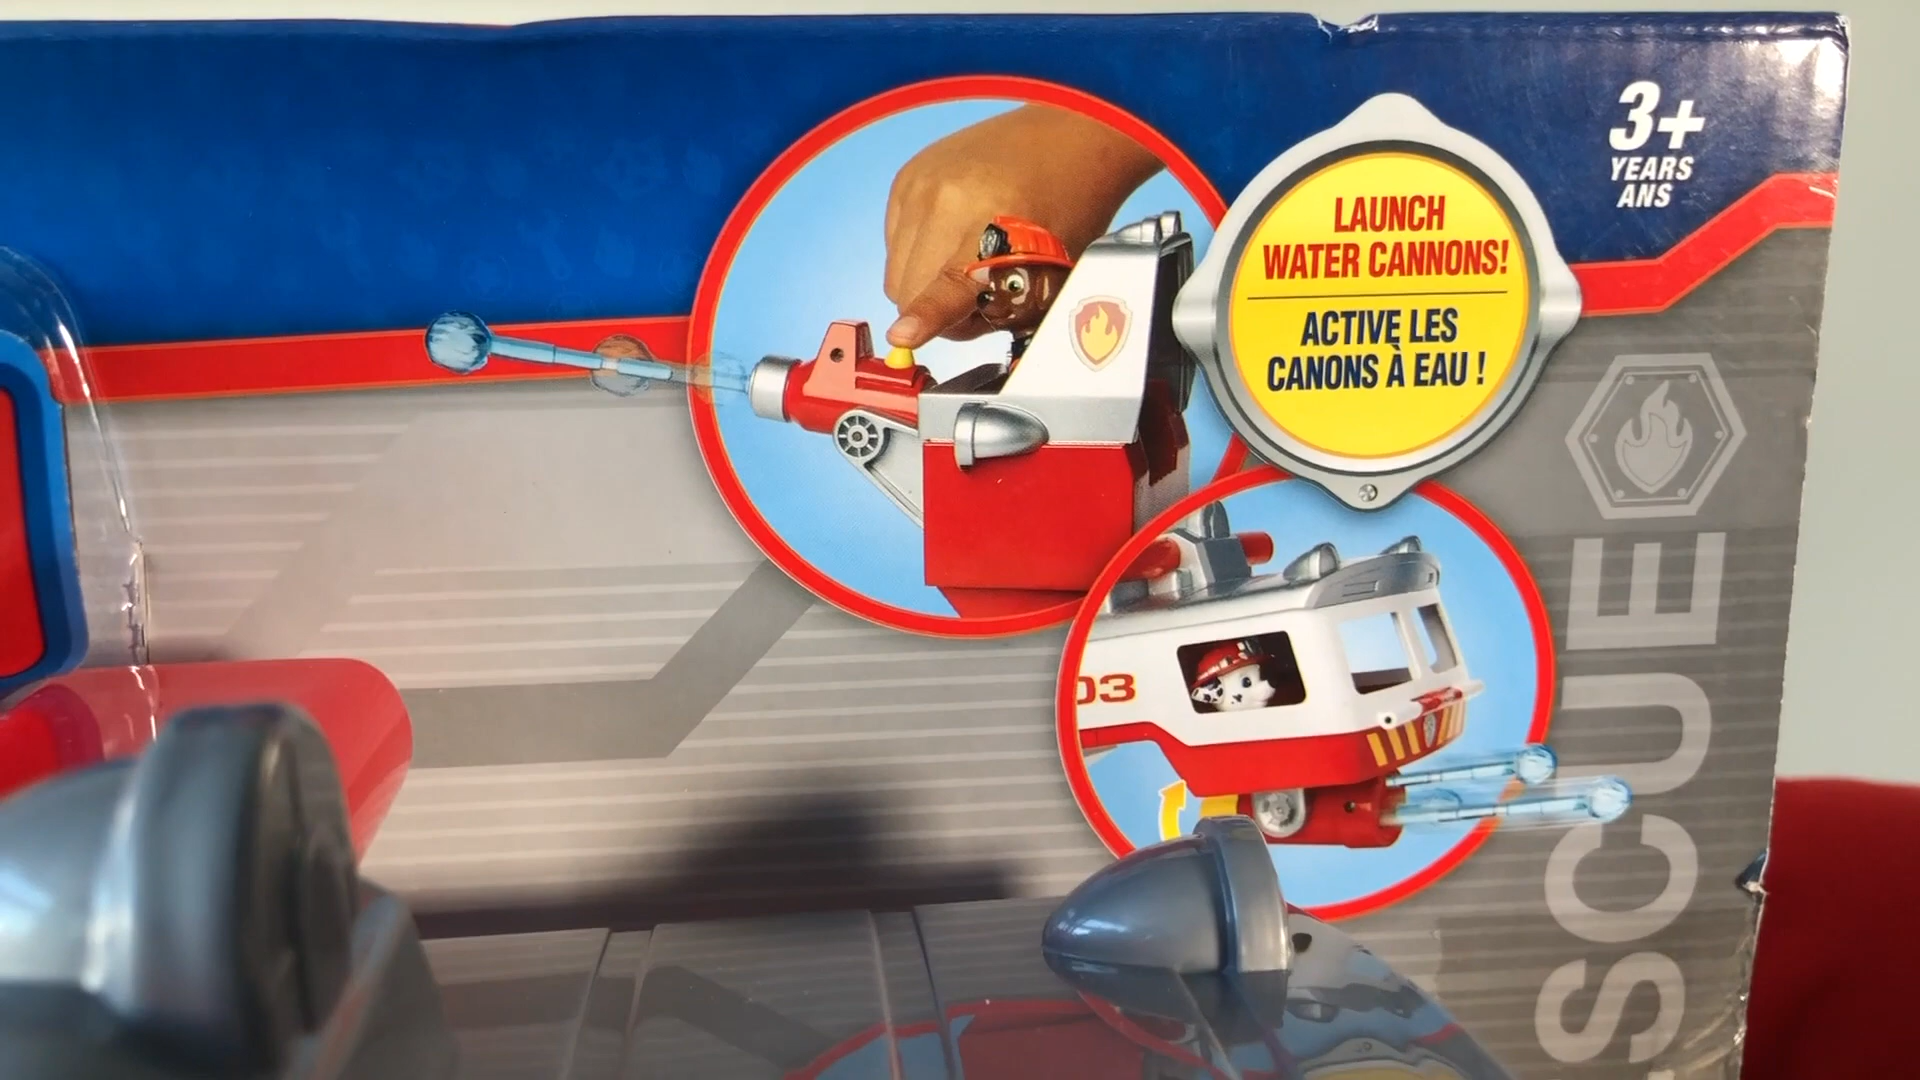 3+
YEARS
ANS
LAUNCH
WATER CANNONS!
ACTIVE LES
CANONS À EAU !
03
SCUE